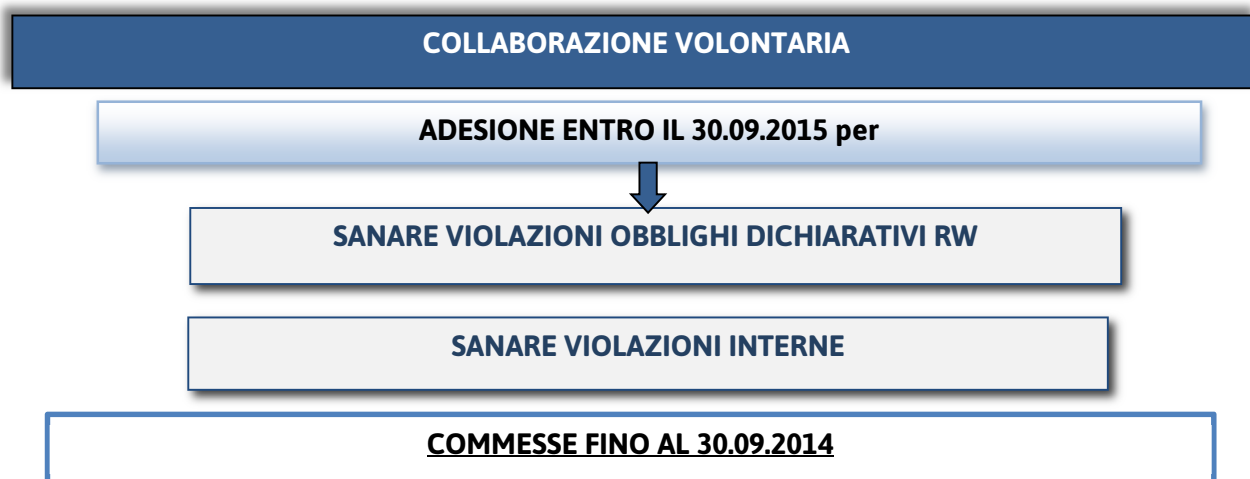 COLLABORAZIONE VOLONTARIA
ADESIONE ENTRO IL 30.09.2015 per
SANARE VIOLAZIONI OBBLIGHI DICHIARATIVI RW
SANARE VIOLAZIONI INTERNE
COMMESSE FINO AL 30.09.2014